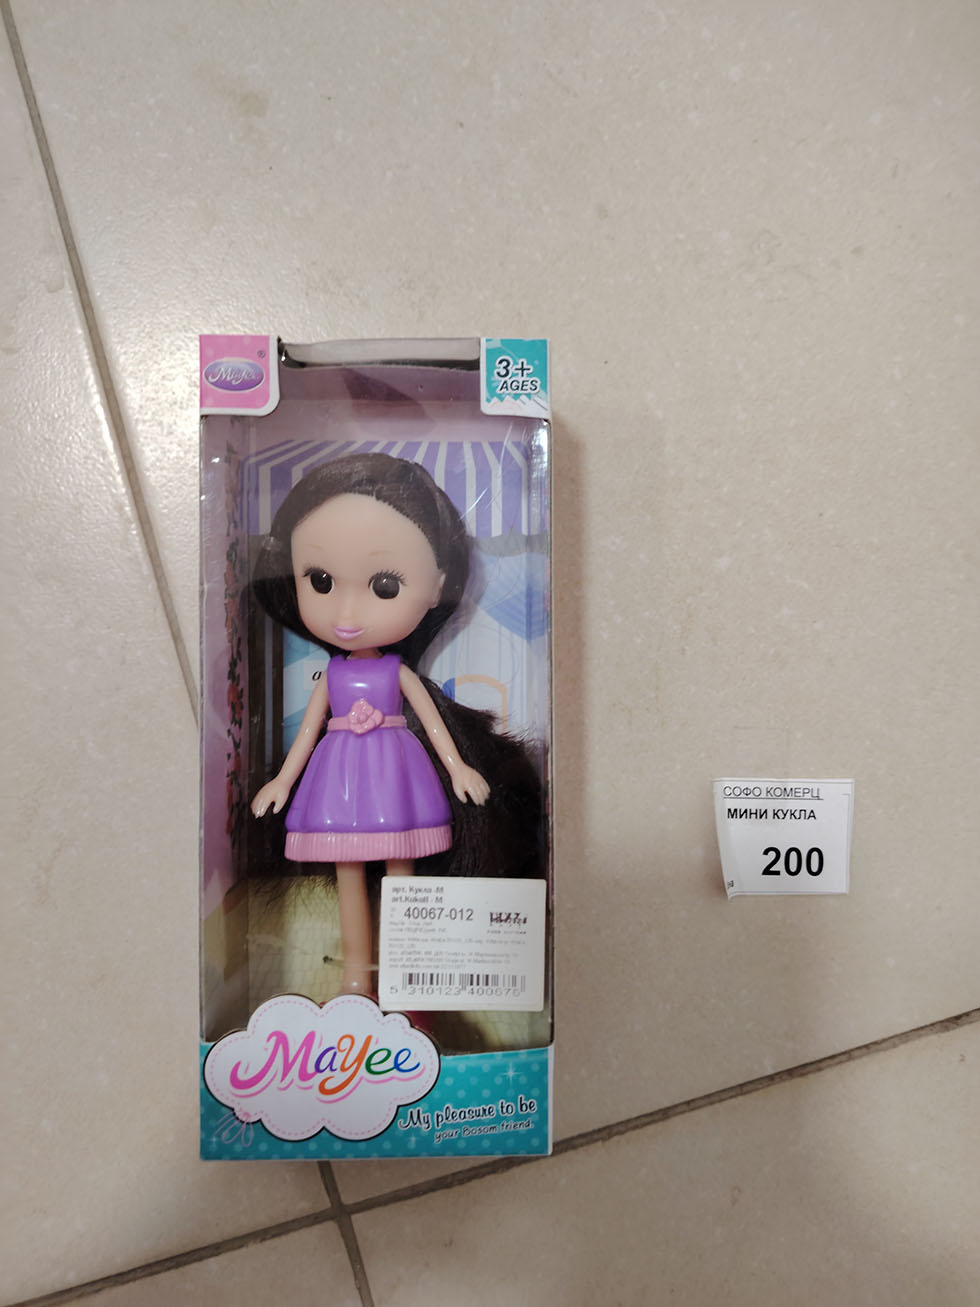 Mayee
®
3+
AGES
a
арт. Кукла -М
art.Kukall - M
40067-012
5 310123 400676
Mayee
My pleasure to be
your Bosom friend.
СОФО КОМЕРЦ
МИНИ КУКЛА
200